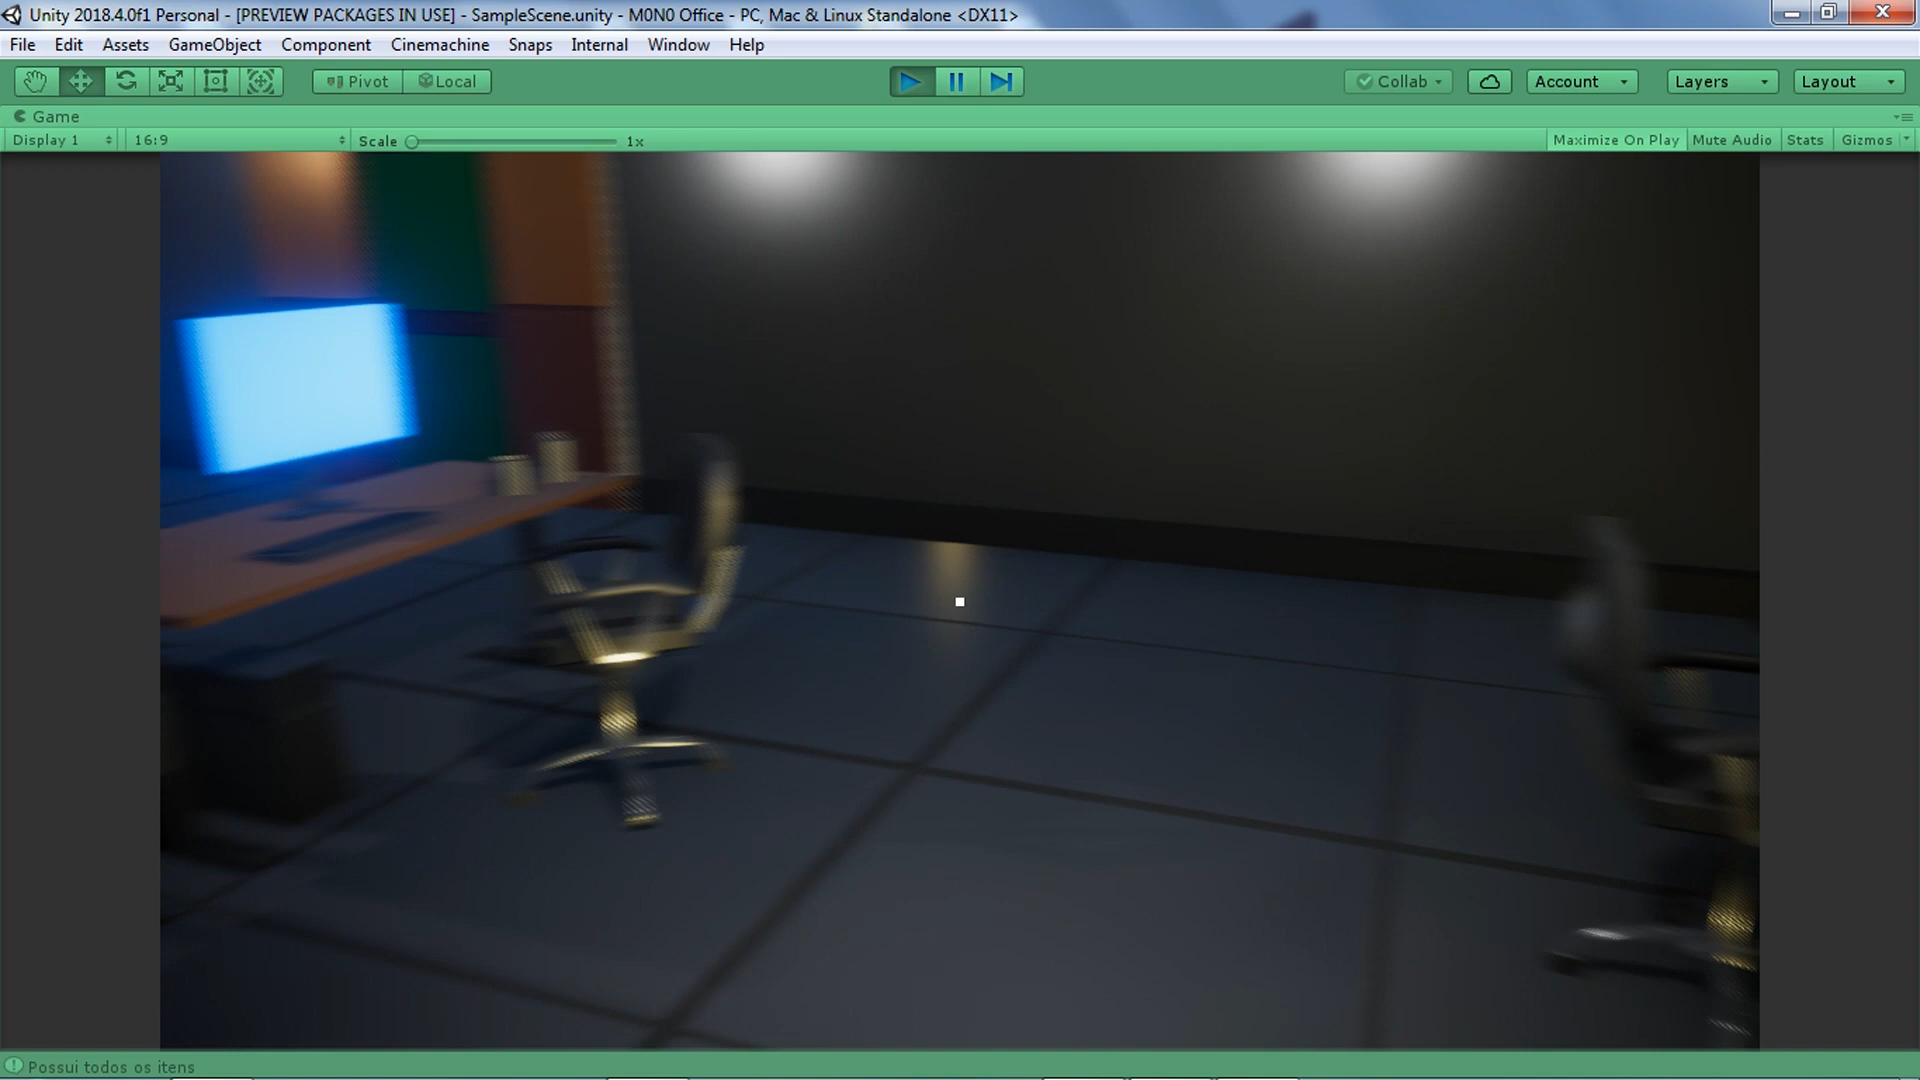 Unity 2018.4.0f1 Personal - [PREVIEW PACKAGES IN USE] - SampleScene.unity - M0N0 Office - PC, Mac & Linux Standalone <DX11>
File Edit Assets GameObject Component Cinemachine Snaps Internal Window Help
Pivot Local Collab Account Layers Layout
Game
Display 1 16:9 Scale 1x Maximize On Play Mute Audio Stats Gizmos
Possui todos os itens